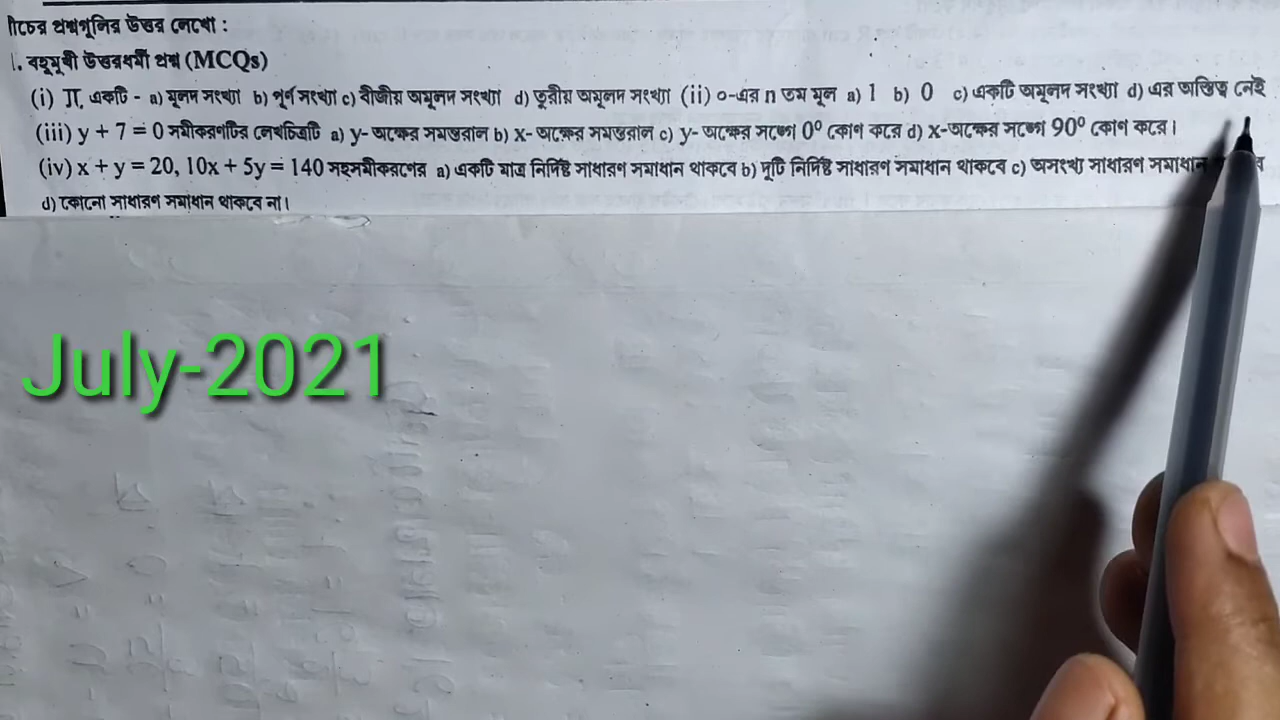 নিচের প্রশ্নগুলির উত্তর লেখো :
1. বহুমুখী উত্তরধর্মী প্রশ্ন (MCQs)
(i) π, একটি - a) মূলদ সংখ্যা b) পূর্ণ সংখ্যা c) বীজীয় অমূলদ সংখ্যা d) তুরীয় অমূলদ সংখ্যা (ii) ০-এর n তম মূল a) 1 b) 0 c) একটি অমূলদ সংখ্যা d) এর অস্তিত্ব নেই
(iii) y + 7 = 0 সমীকরণটির লেখচিত্রটি a) y- অক্ষের সমান্তরাল b) x- অক্ষের সমান্তরাল c) y- অক্ষের সঙ্গে 0⁰ কোণ করে d) x-অক্ষের সঙ্গে 90⁰ কোণ করে।
(iv) x + y = 20, 10x + 5y = 140 সহসমীকরণের a) একটি মাত্র নির্দিষ্ট সাধারণ সমাধান থাকবে b) দুটি নির্দিষ্ট সাধারণ সমাধান থাকবে c) অসংখ্য সাধারণ সমাধান
d) কোনো সাধারণ সমাধান থাকবে না।
July-2021